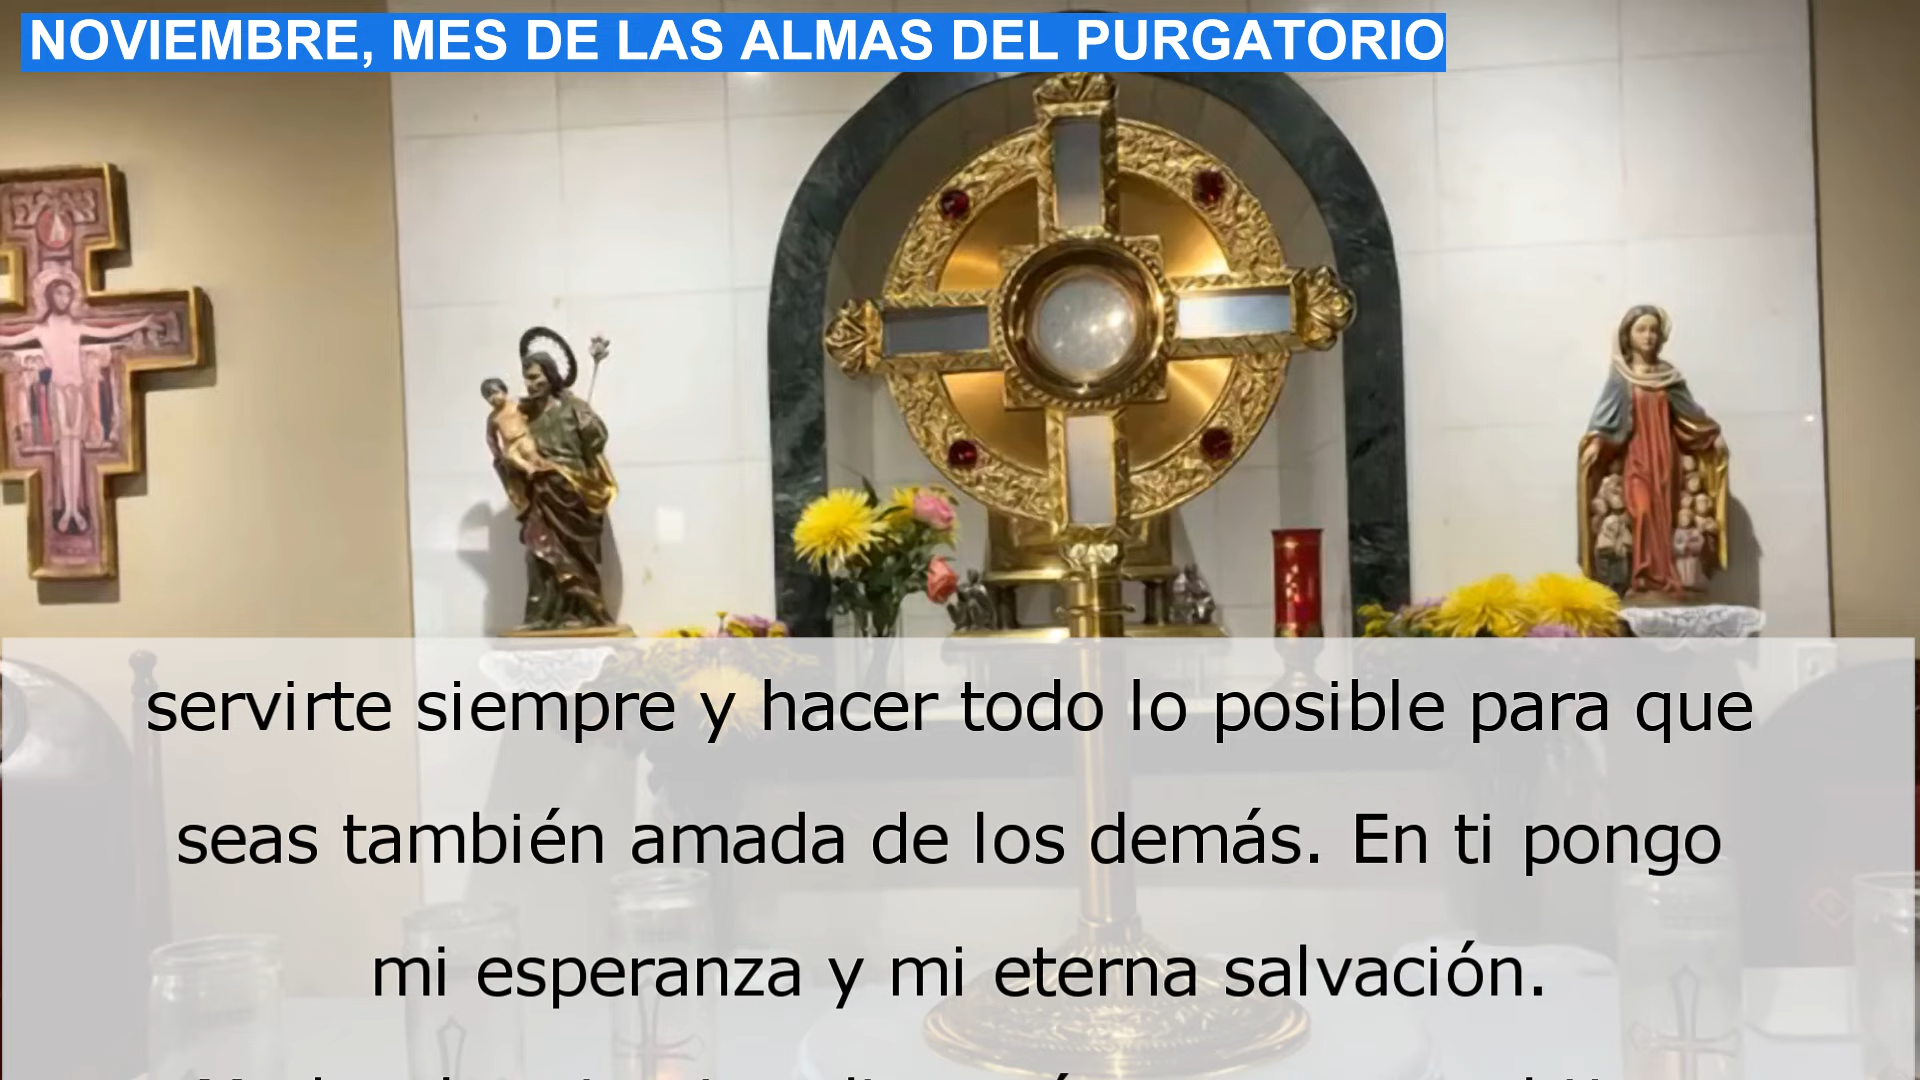 NOVIEMBRE, MES DE LAS ALMAS DEL PURGATORIO
servirte siempre y hacer todo lo posible para que
seas también amada de los demás. En ti pongo
mi esperanza y mi eterna salvación.